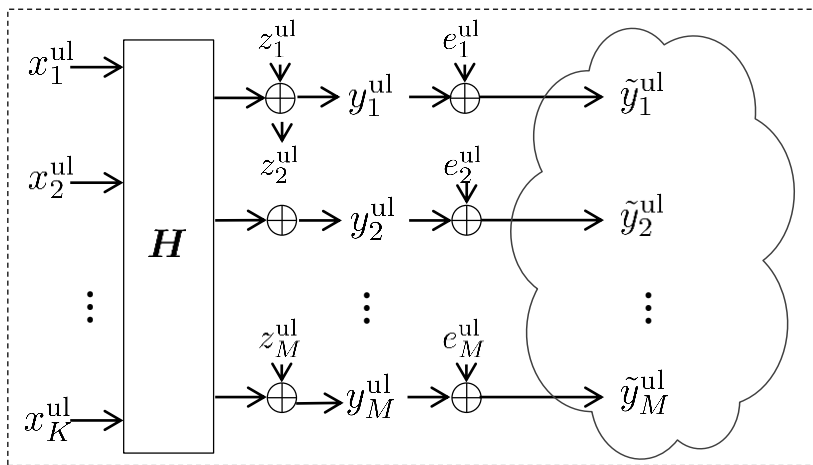 z_1^{ul} e_1^{ul}
x_1^{ul} y_1^{ul} ỹ_1^{ul}
z_2^{ul} e_2^{ul}
x_2^{ul} y_2^{ul} ỹ_2^{ul}
H
⋮ ⋮ ⋮
z_M^{ul} e_M^{ul}
x_K^{ul} y_M^{ul} ỹ_M^{ul}